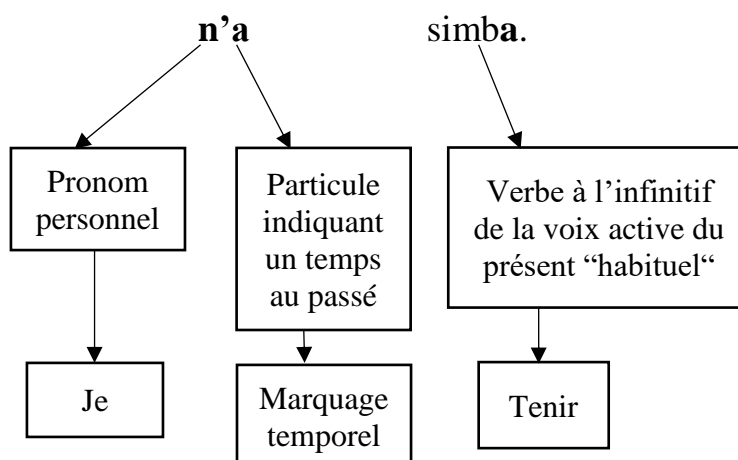 n’a simba.
Pronom
personnel
Particule
indiquant
un temps
au passé
Verbe à l’infinitif
de la voix active du
présent “habituel“
Je
Marquage
temporel
Tenir